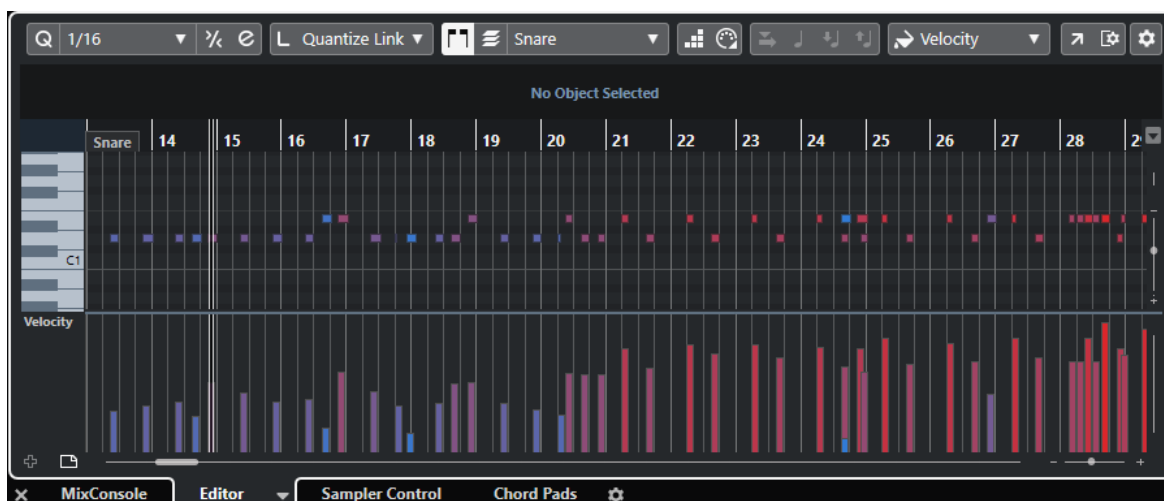 Q 1/16 L Quantize Link Snare Velocity
No Object Selected
Snare 14 15 16 17 18 19 20 21 22 23 24 25 26 27 28 2
C1
Velocity
MixConsole Editor Sampler Control Chord Pads